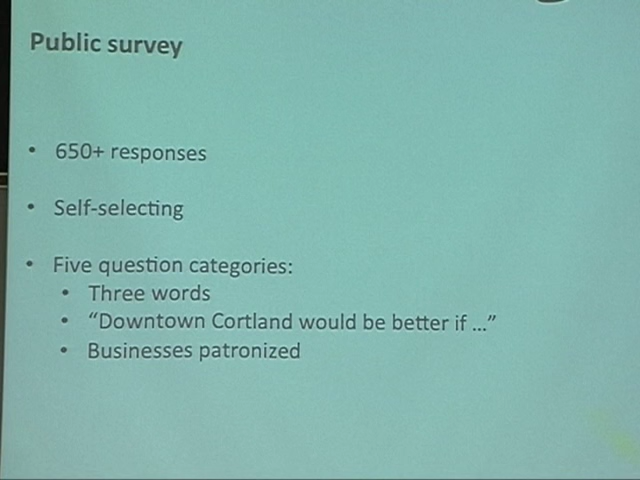 Public survey
• 650+ responses
• Self-selecting
• Five question categories:
• Three words
• “Downtown Cortland would be better if ...”
• Businesses patronized